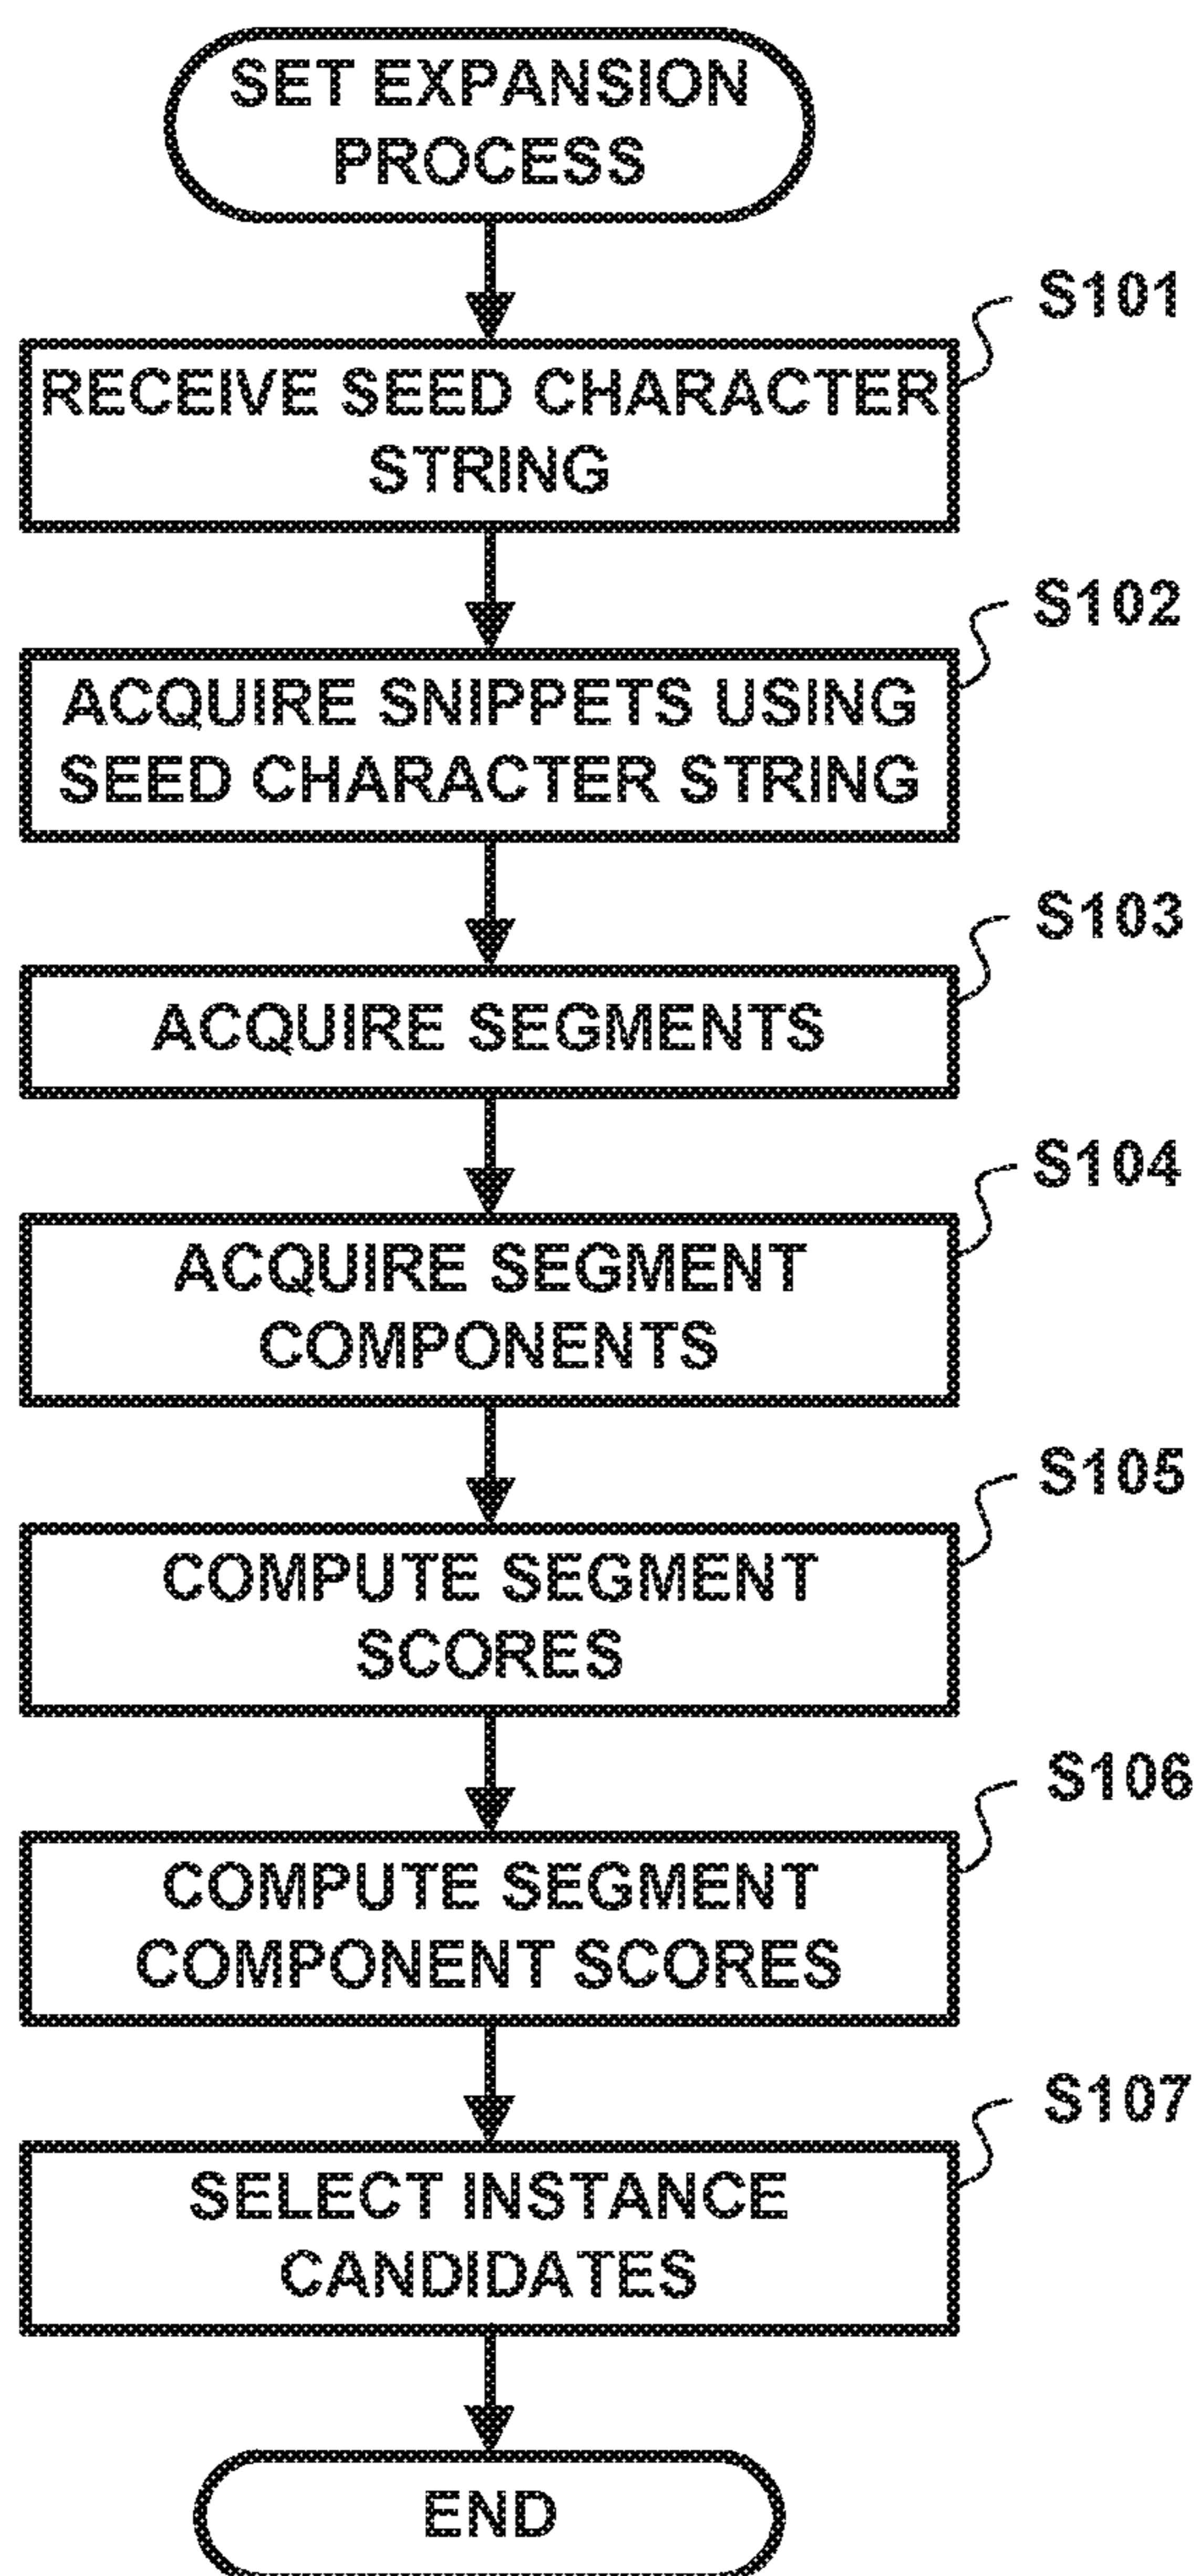 SET EXPANSION
PROCESS
S101
RECEIVE SEED CHARACTER
STRING
S102
ACQUIRE SNIPPETS USING
SEED CHARACTER STRING
S103
ACQUIRE SEGMENTS
S104
ACQUIRE SEGMENT
COMPONENTS
S105
COMPUTE SEGMENT
SCORES
S106
COMPUTE SEGMENT
COMPONENT SCORES
S107
SELECT INSTANCE
CANDIDATES
END